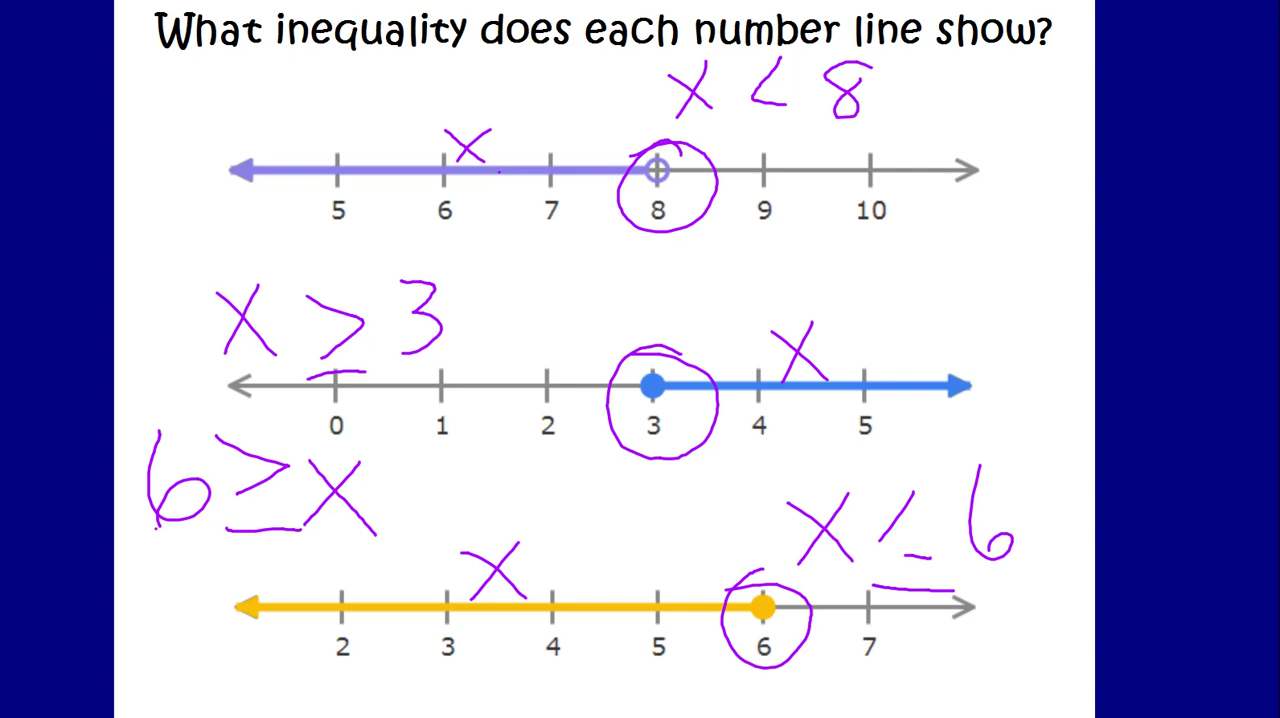 What inequality does each number line show?
x < 8
x
5 6 7 8 9 10
x ≥ 3
x
0 1 2 3 4 5
6 ≥ x
x ≤ 6
x
2 3 4 5 6 7